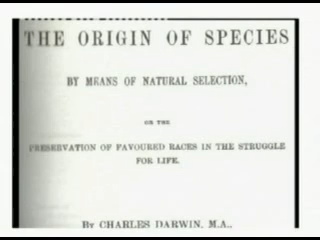 THE ORIGIN OF SPECIES
BY MEANS OF NATURAL SELECTION,
OR THE
PRESERVATION OF FAVOURED RACES IN THE STRUGGLE
FOR LIFE.
BY CHARLES DARWIN, M.A.,